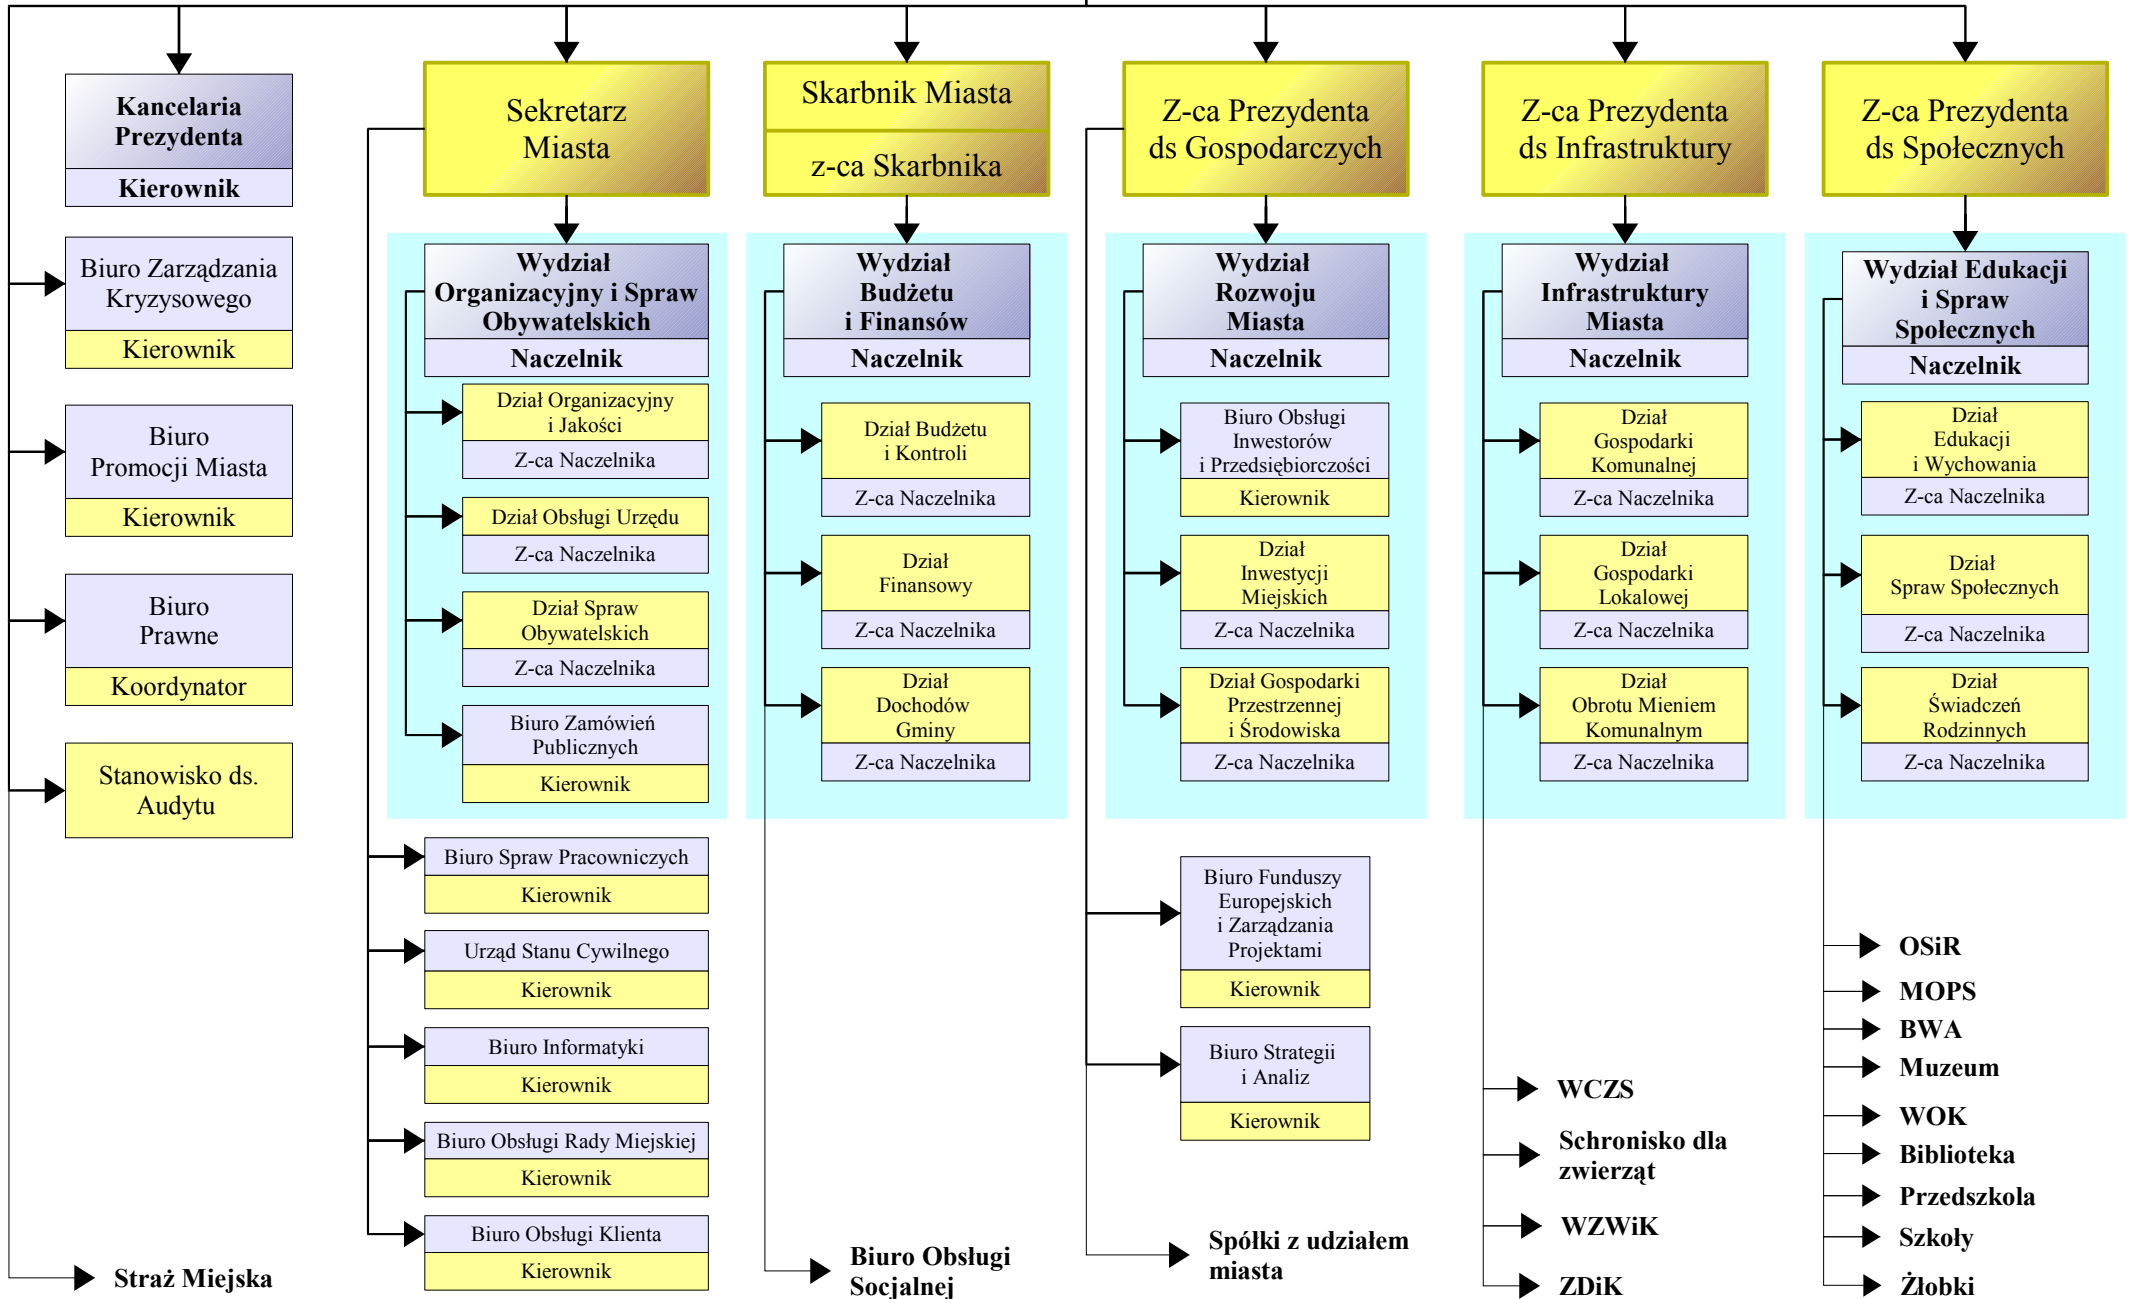 Kancelaria
Prezydenta
Kierownik
Biuro Zarządzania
Kryzysowego
Kierownik
Biuro
Promocji Miasta
Kierownik
Biuro
Prawne
Koordynator
Stanowisko ds.
Audytu
Straż Miejska
Sekretarz
Miasta
Wydział
Organizacyjny i Spraw
Obywatelskich
Naczelnik
Dział Organizacyjny
i Jakości
Z-ca Naczelnika
Dział Obsługi Urzędu
Z-ca Naczelnika
Dział Spraw
Obywatelskich
Z-ca Naczelnika
Biuro Zamówień
Publicznych
Kierownik
Biuro Spraw Pracowniczych
Kierownik
Urząd Stanu Cywilnego
Kierownik
Biuro Informatyki
Kierownik
Biuro Obsługi Rady Miejskiej
Kierownik
Biuro Obsługi Klienta
Kierownik
Skarbnik Miasta
z-ca Skarbnika
Wydział
Budżetu
i Finansów
Naczelnik
Dział Budżetu
i Kontroli
Z-ca Naczelnika
Dział
Finansowy
Z-ca Naczelnika
Dział
Dochodów
Gminy
Z-ca Naczelnika
Biuro Obsługi
Socjalnej
Z-ca Prezydenta
ds Gospodarczych
Wydział
Rozwoju
Miasta
Naczelnik
Biuro Obsługi
Inwestorów
i Przedsiębiorczości
Kierownik
Dział
Inwestycji
Miejskich
Z-ca Naczelnika
Dział Gospodarki
Przestrzennej
i Środowiska
Z-ca Naczelnika
Biuro Funduszy
Europejskich
i Zarządzania
Projektami
Kierownik
Biuro Strategii
i Analiz
Kierownik
Spółki z udziałem
miasta
Z-ca Prezydenta
ds Infrastruktury
Wydział
Infrastruktury
Miasta
Naczelnik
Dział
Gospodarki
Komunalnej
Z-ca Naczelnika
Dział
Gospodarki
Lokalowej
Z-ca Naczelnika
Dział
Obrotu Mieniem
Komunalnym
Z-ca Naczelnika
WCZS
Schronisko dla
zwierząt
WZWiK
ZDiK
Z-ca Prezydenta
ds Społecznych
Wydział Edukacji
i Spraw
Społecznych
Naczelnik
Dział
Edukacji
i Wychowania
Z-ca Naczelnika
Dział
Spraw Społecznych
Z-ca Naczelnika
Dział
Świadczeń
Rodzinnych
Z-ca Naczelnika
OSiR
MOPS
BWA
Muzeum
WOK
Biblioteka
Przedszkola
Szkoły
Żłobki